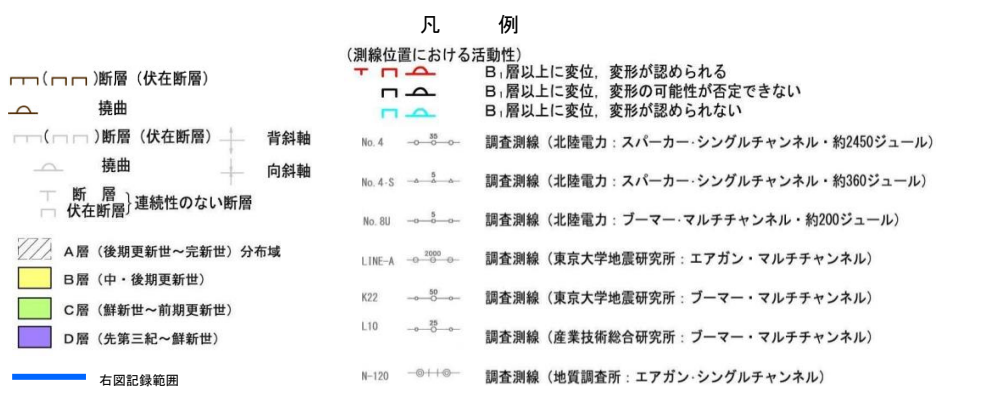 凡 例
断層（伏在断層）
撓曲
断層（伏在断層）
背斜軸
撓曲
向斜軸
断 層
伏在断層
連続性のない断層
A層（後期更新世～完新世）分布域
B層（中・後期更新世）
C層（鮮新世～前期更新世）
D層（先第三紀～鮮新世）
右図記録範囲
（測線位置における活動性）
B₁層以上に変位，変形が認められる
B₁層以上に変位，変形の可能性が否定できない
B₁層以上に変位，変形が認められない
No.4 35 調査測線（北陸電力：スパーカー・シングルチャンネル・約2450ジュール）
No.4-S 5 調査測線（北陸電力：スパーカー・シングルチャンネル・約360ジュール）
No.8U 5 調査測線（北陸電力：ブーマー・マルチチャンネル・約200ジュール）
LINE-A 2000 調査測線（東京大学地震研究所：エアガン・マルチチャンネル）
K22 50 調査測線（東京大学地震研究所：ブーマー・マルチチャンネル）
L10 25 調査測線（産業技術総合研究所：ブーマー・マルチチャンネル）
N-120 調査測線（地質調査所：エアガン・シングルチャンネル）